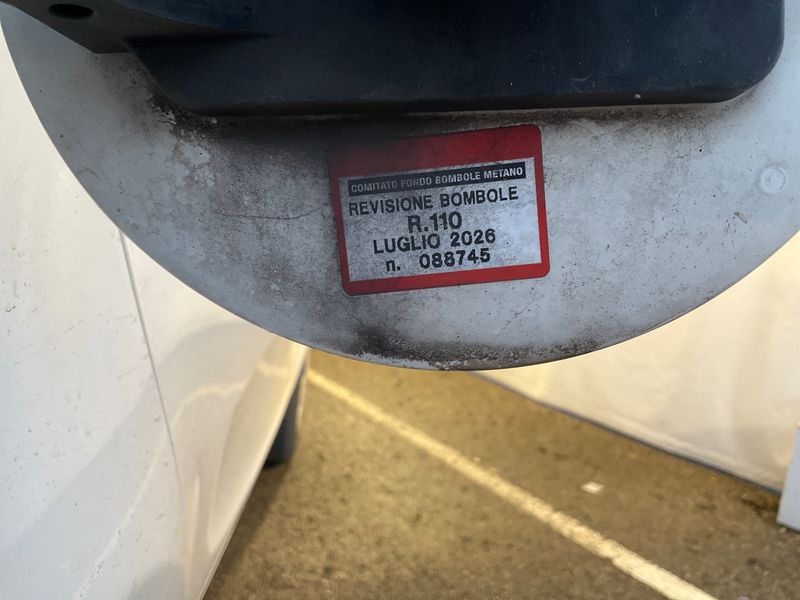 COMITATO FONDO BOMBOLE METANO
REVISIONE BOMBOLE
R.110
LUGLIO 2026
n. 088745